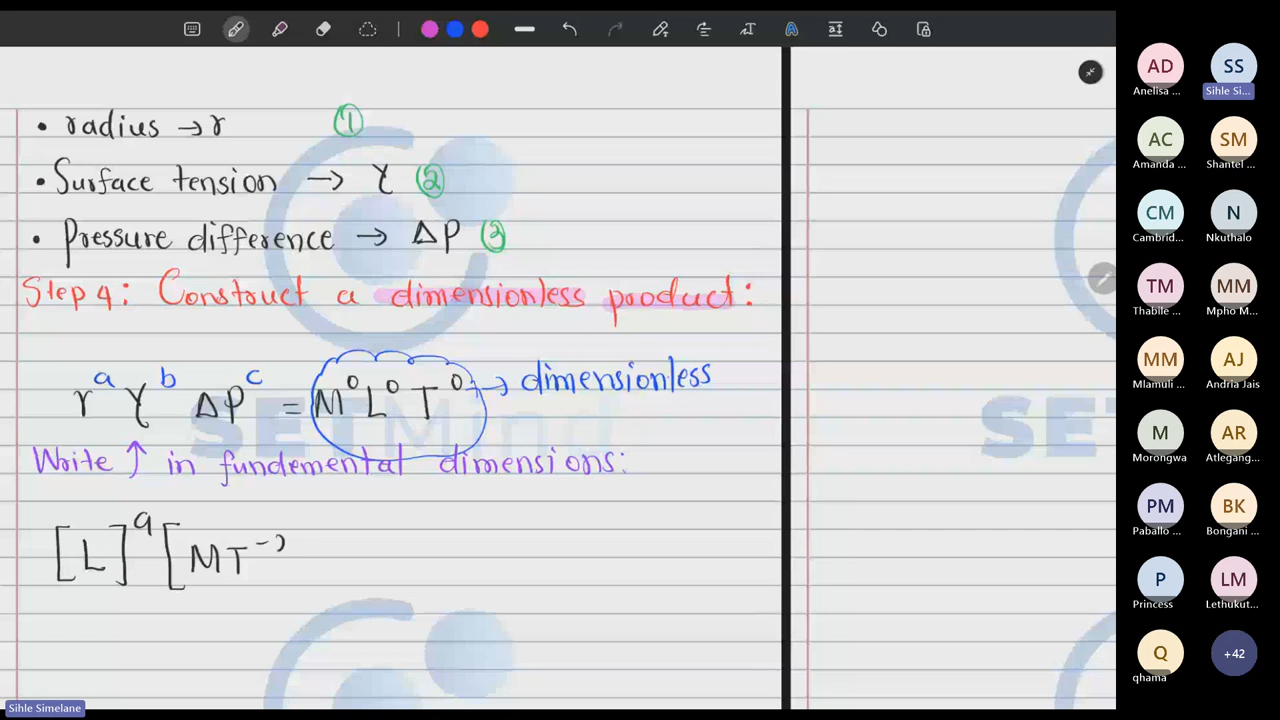 • radius → r ①
• Surface tension → γ ②
• Pressure difference → ΔP ③
Step 4: Construct a dimensionless product:
r^a γ^b ΔP^c = M^0 L^0 T^0 → dimensionless
Write ↑ in fundemental dimensions:
[L]^a [MT^-
SETMind
AD
Anelisa ...
SS
Sihle Si...
AC
Amanda ...
SM
Shantel ...
CM
Cambrid...
N
Nkuthalo
TM
Thabile ...
MM
Mpho M...
MM
Mlamuli ...
AJ
Andria Jais
M
Morongwa
AR
Atlegang...
PM
Paballo ...
BK
Bongani ...
P
Princess
LM
Lethukut...
Q
qhama
+42
Sihle Simelane